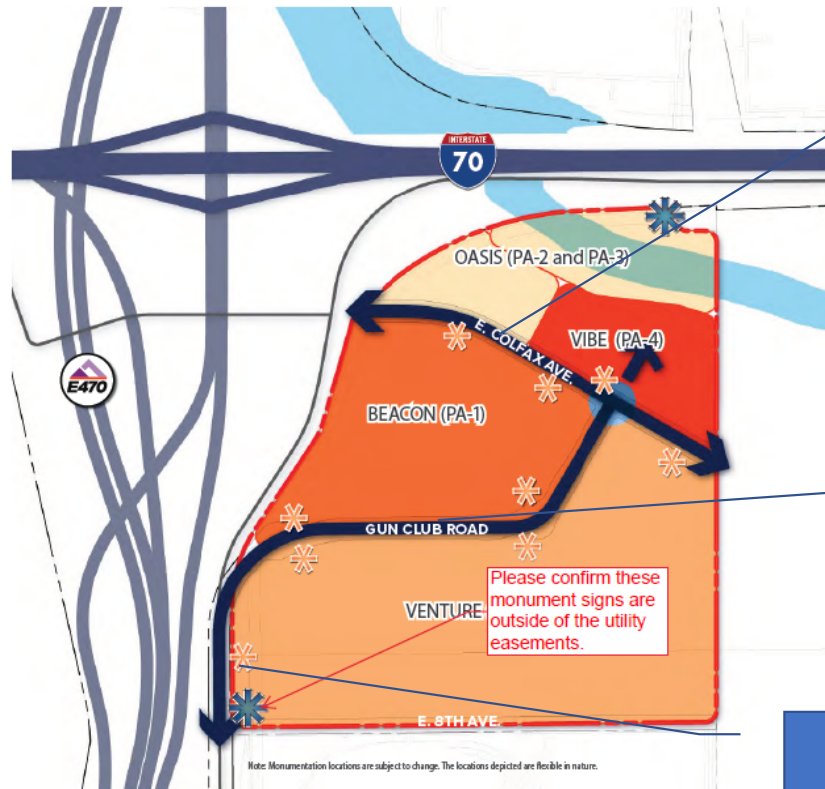 INTERSTATE
70
OASIS (PA-2 and PA-3)
E. COLFAX AVE.
VIBE (PA-4)
E470
BEACON (PA-1)
GUN CLUB ROAD
Please confirm these
monument signs are
outside of the utility
easements.
VENTURE
E. 8TH AVE.
Note: Monumentation locations are subject to change. The locations depicted are flexible in nature.